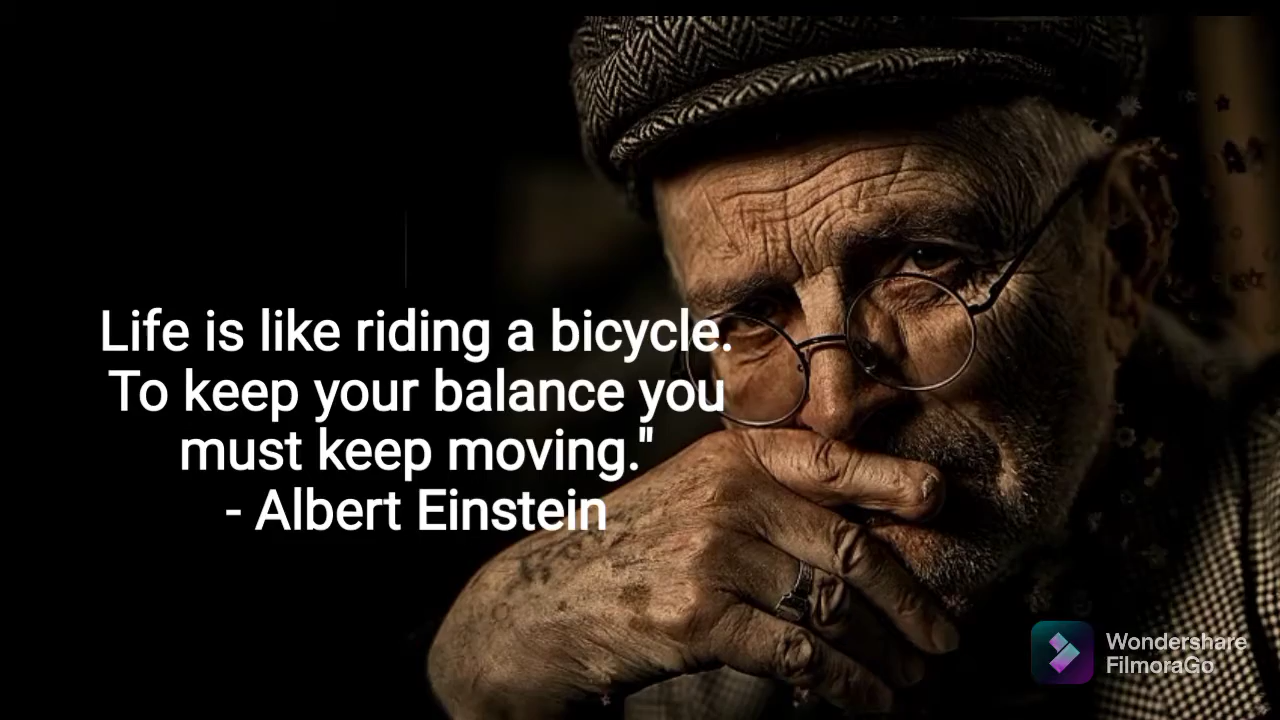 Life is like riding a bicycle.
To keep your balance you
must keep moving."
- Albert Einstein
Wondershare
FilmoraGo